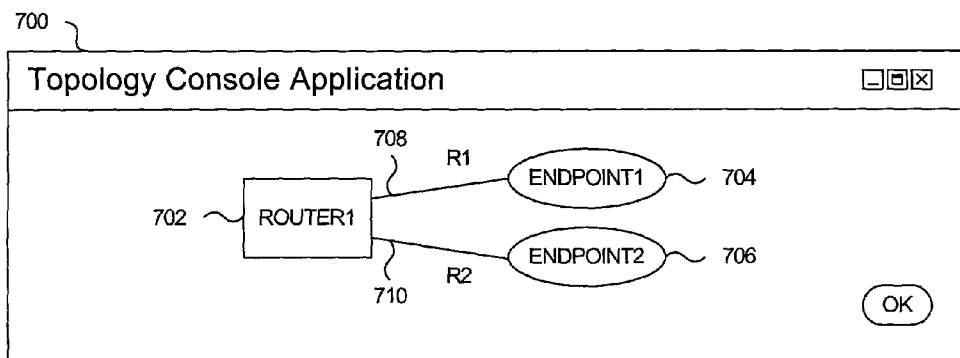 700
Topology Console Application
708
R1
ENDPOINT1
704
702
ROUTER1
ENDPOINT2
706
R2
710
OK